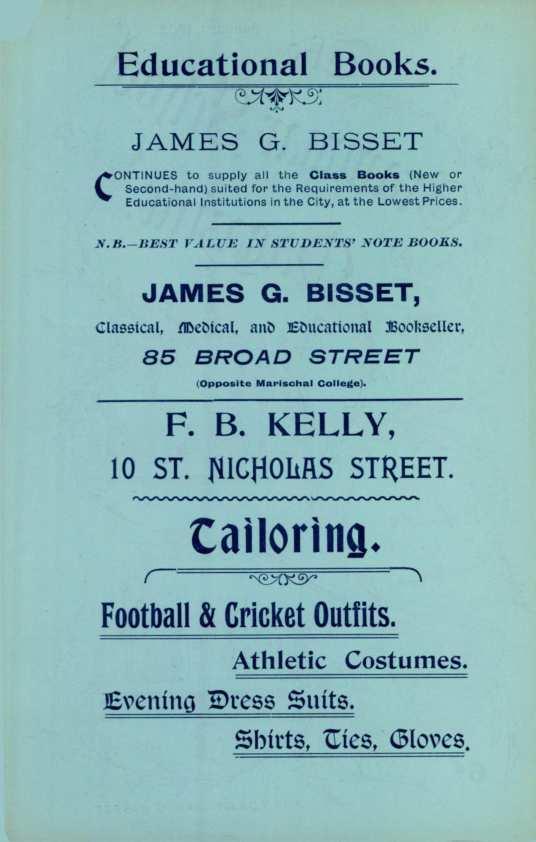 Educational Books.
JAMES G. BISSET
CONTINUES to supply all the Class Books (New or
Second-hand) suited for the Requirements of the Higher
Educational Institutions in the City, at the Lowest Prices.
N.B.—BEST VALUE IN STUDENTS' NOTE BOOKS.
JAMES G. BISSET,
Classical, Medical, and Educational Bookseller,
85 BROAD STREET
(Opposite Marischal College).
F. B. KELLY,
10 ST. NICHOLAS STREET.
Tailoring.
Football & Cricket Outfits.
Athletic Costumes.
Evening Dress Suits.
Shirts, Ties, Gloves.